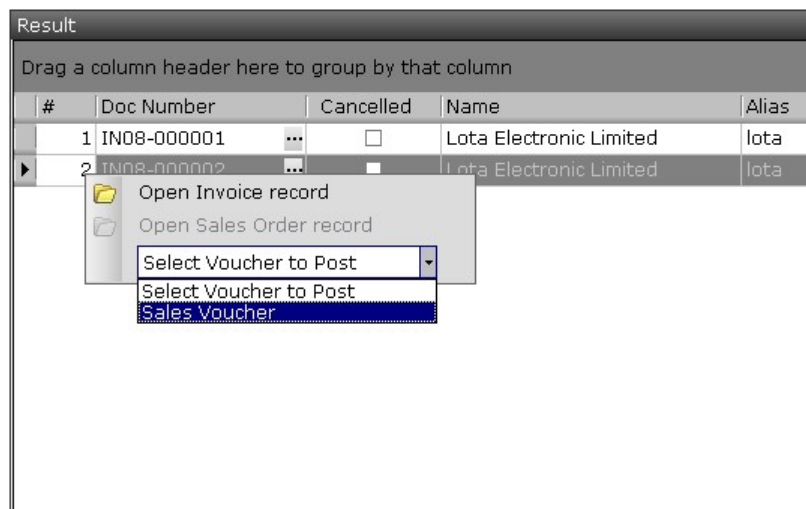 Result
Drag a column header here to group by that column
# Doc Number Cancelled Name Alias
1 IN08-000001 ... Lota Electronic Limited lota
2 IN08-000002 ... Lota Electronic Limited lota
Open Invoice record
Open Sales Order record
Select Voucher to Post
Select Voucher to Post
Sales Voucher